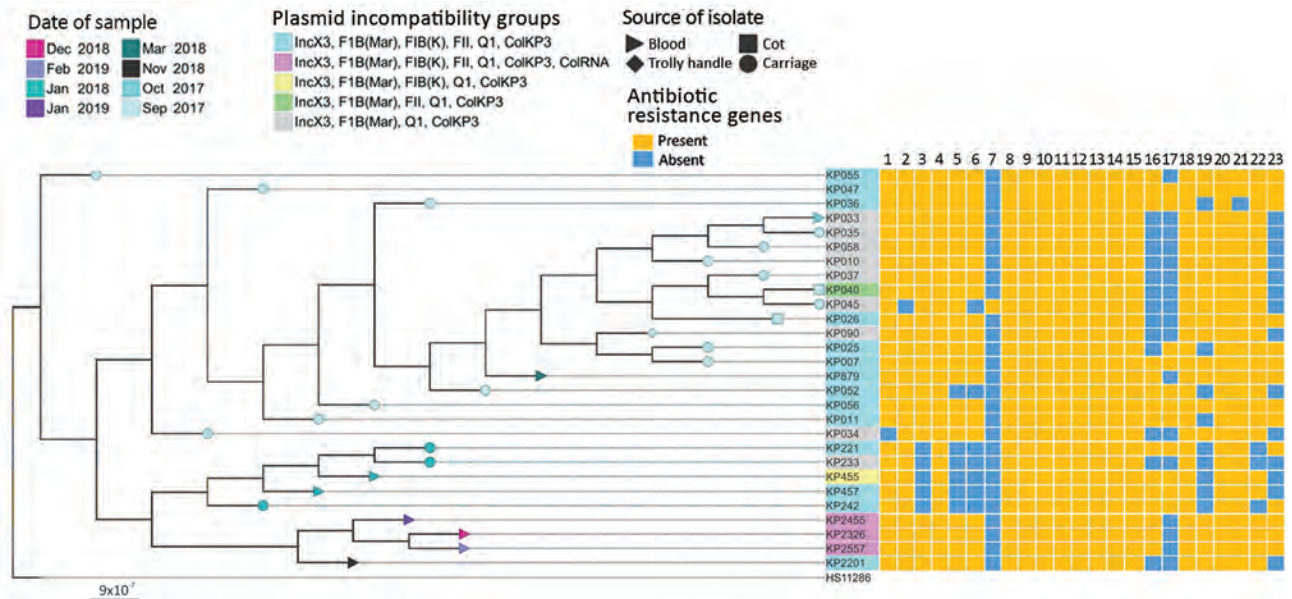 Date of sample
Dec 2018
Feb 2019
Jan 2018
Jan 2019
Mar 2018
Nov 2018
Oct 2017
Sep 2017
Plasmid incompatibility groups
IncX3, F1B(Mar), FIB(K), FII, Q1, ColKP3
IncX3, F1B(Mar), FIB(K), FII, Q1, ColKP3, ColRNA
IncX3, F1B(Mar), FIB(K), Q1, ColKP3
IncX3, F1B(Mar), FII, Q1, ColKP3
IncX3, F1B(Mar), Q1, ColKP3
Source of isolate
Blood
Cot
Trolly handle
Carriage
Antibiotic
resistance genes
Present
Absent
1 2 3 4 5 6 7 8 9 10 11 12 13 14 15 16 17 18 19 20 21 22 23
KP055
KP047
KP036
KP033
KP035
KP058
KP010
KP037
KP040
KP045
KP026
KP090
KP025
KP007
KP879
KP052
KP056
KP011
KP034
KP221
KP233
KP455
KP457
KP242
KP2455
KP2326
KP2557
KP2201
HS11286
9x10⁻⁷